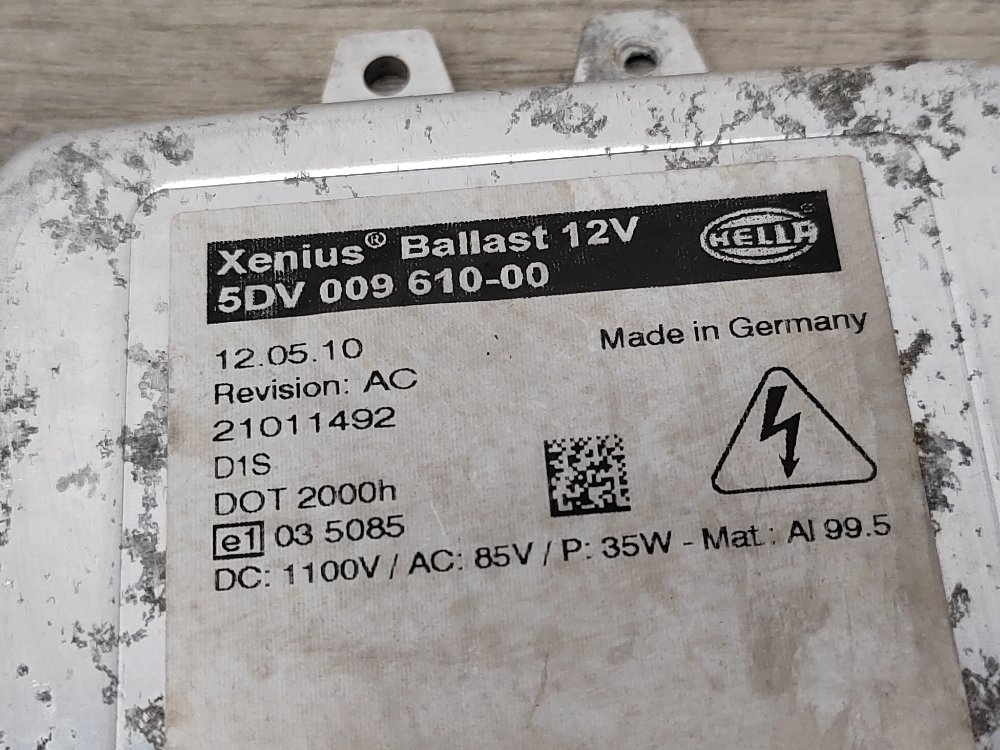 Xenius® Ballast 12V
HELLA
5DV 009 610-00
12.05.10
Made in Germany
Revision: AC
21011492
D1S
DOT 2000h
e1 03 5085
DC: 1100V / AC: 85V / P: 35W - Mat.: Al 99.5